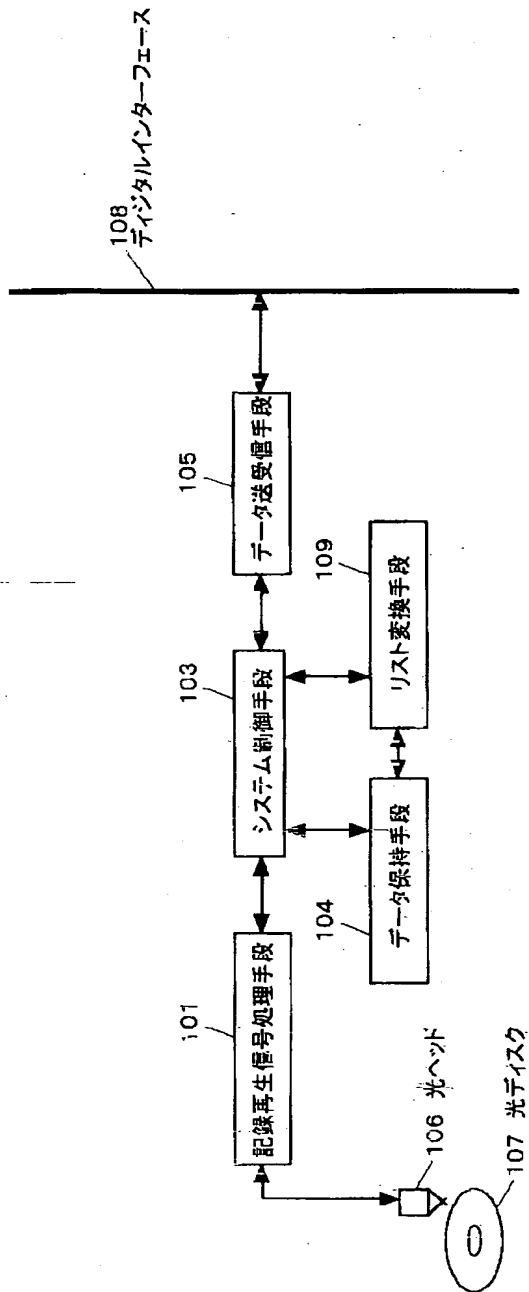 101
記録再生信号処理手段
103
システム制御手段
105
データ送受信手段
108
ディジタルインターフェース
104
データ保持手段
109
リスト変換手段
106 光ヘッド
107 光ディスク